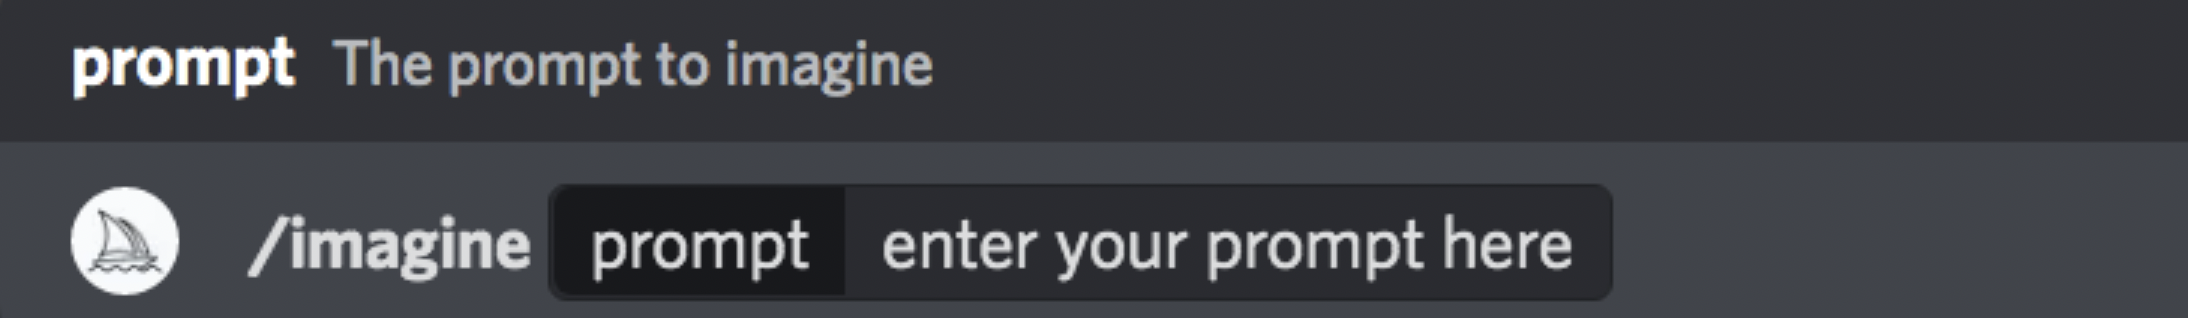 prompt The prompt to imagine
/imagine prompt enter your prompt here